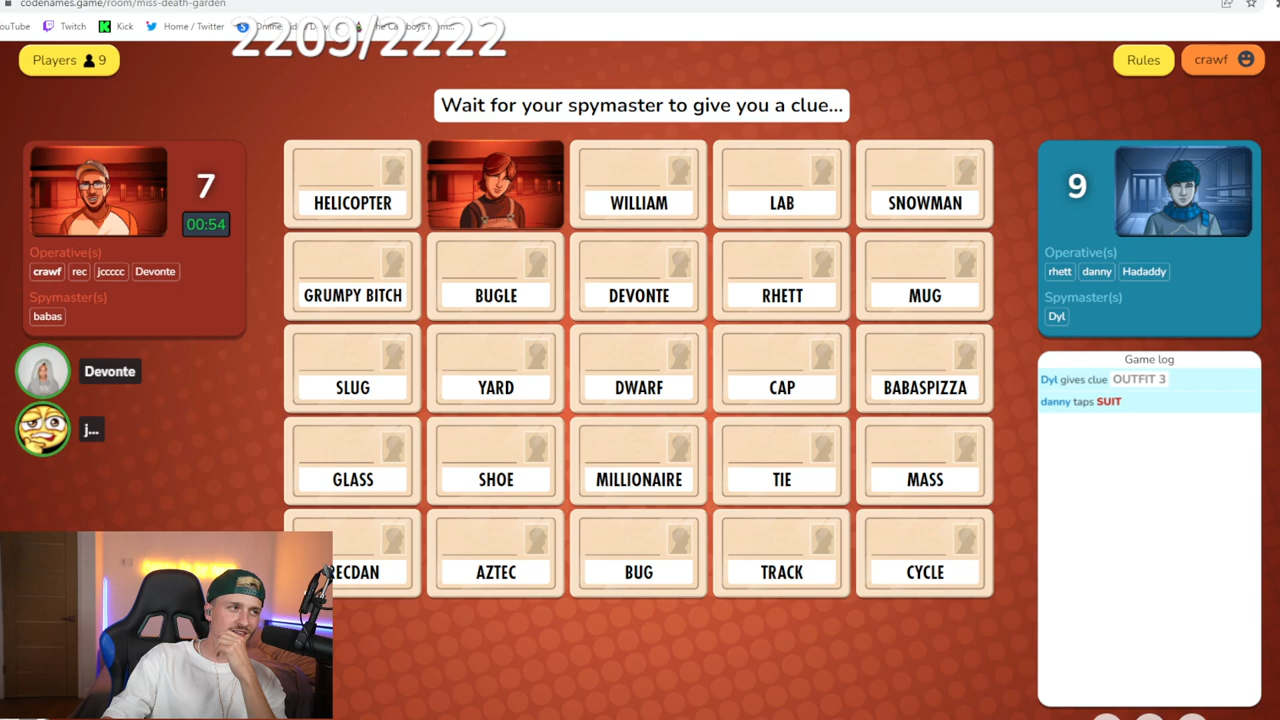 codenames.game/room/miss-death-garden
ouTube Twitch Kick Home / Twitter
2209/2222
Players 9
Rules
crawf
Wait for your spymaster to give you a clue...
7
00:54
Operative(s)
crawf rec jccccc Devonte
Spymaster(s)
babas
Devonte
j...
HELICOPTER
WILLIAM
LAB
SNOWMAN
GRUMPY BITCH
BUGLE
DEVONTE
RHETT
MUG
SLUG
YARD
DWARF
CAP
BABASPIZZA
GLASS
SHOE
MILLIONAIRE
TIE
MASS
RECDAN
AZTEC
BUG
TRACK
CYCLE
9
Operative(s)
rhett danny Hadaddy
Spymaster(s)
Dyl
Game log
Dyl gives clue OUTFIT 3
danny taps SUIT